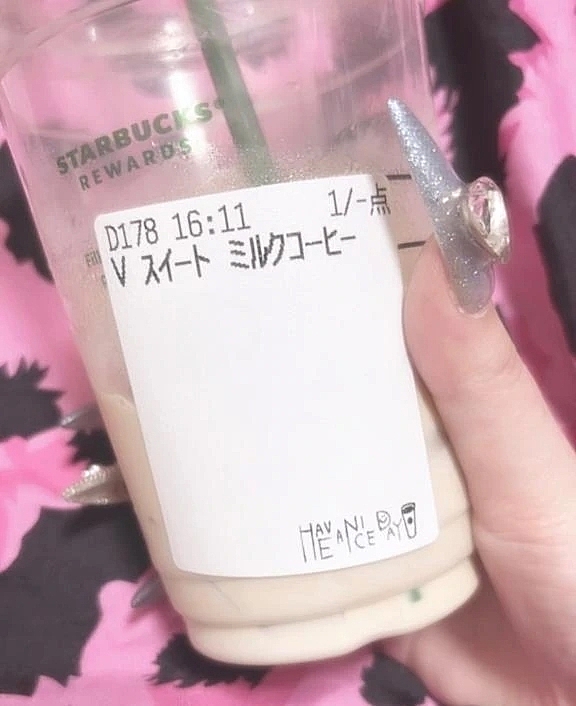 STARBUCKS®
REWARDS
D178 16:11 1/-点
V スイート ミルクコーヒー
HAVE A NICE DAY